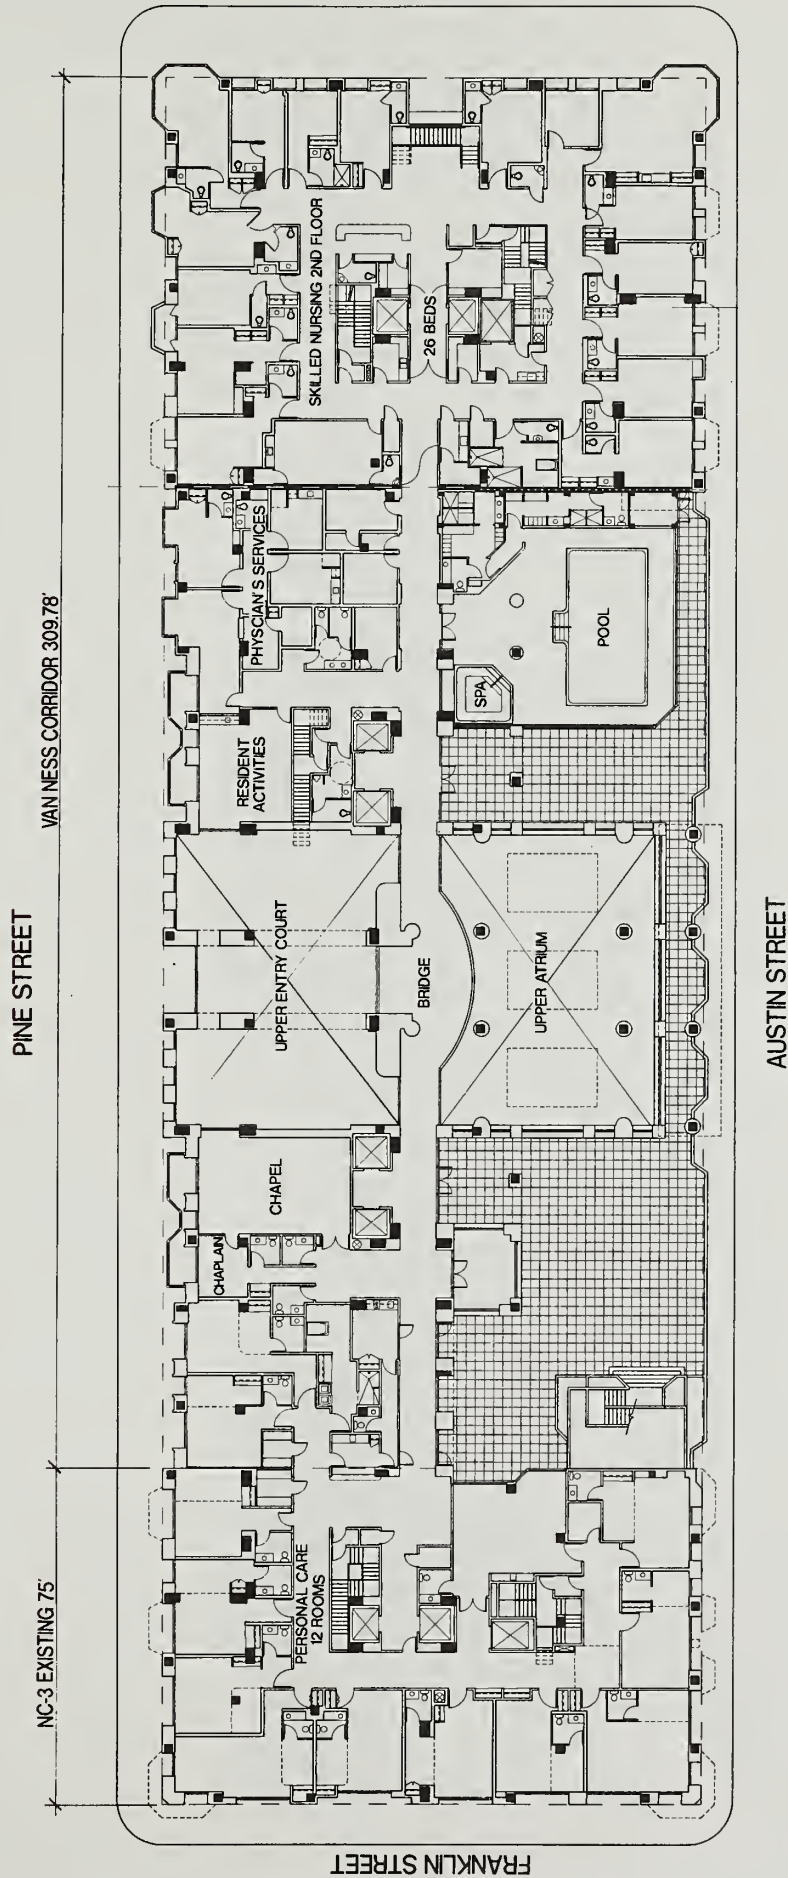 PINE STREET
NC-3 EXISTING 75'
VAN NESS CORRIDOR 309.78'
PERSONAL CARE
12 ROOMS
CHAPLAIN
CHAPEL
UPPER ENTRY COURT
RESIDENT
ACTIVITIES
PHYSCIAN'S SERVICES
SKILLED NURSING 2ND FLOOR
26 BEDS
BRIDGE
UPPER ATRIUM
SPA
POOL
FRANKLIN STREET
AUSTIN STREET